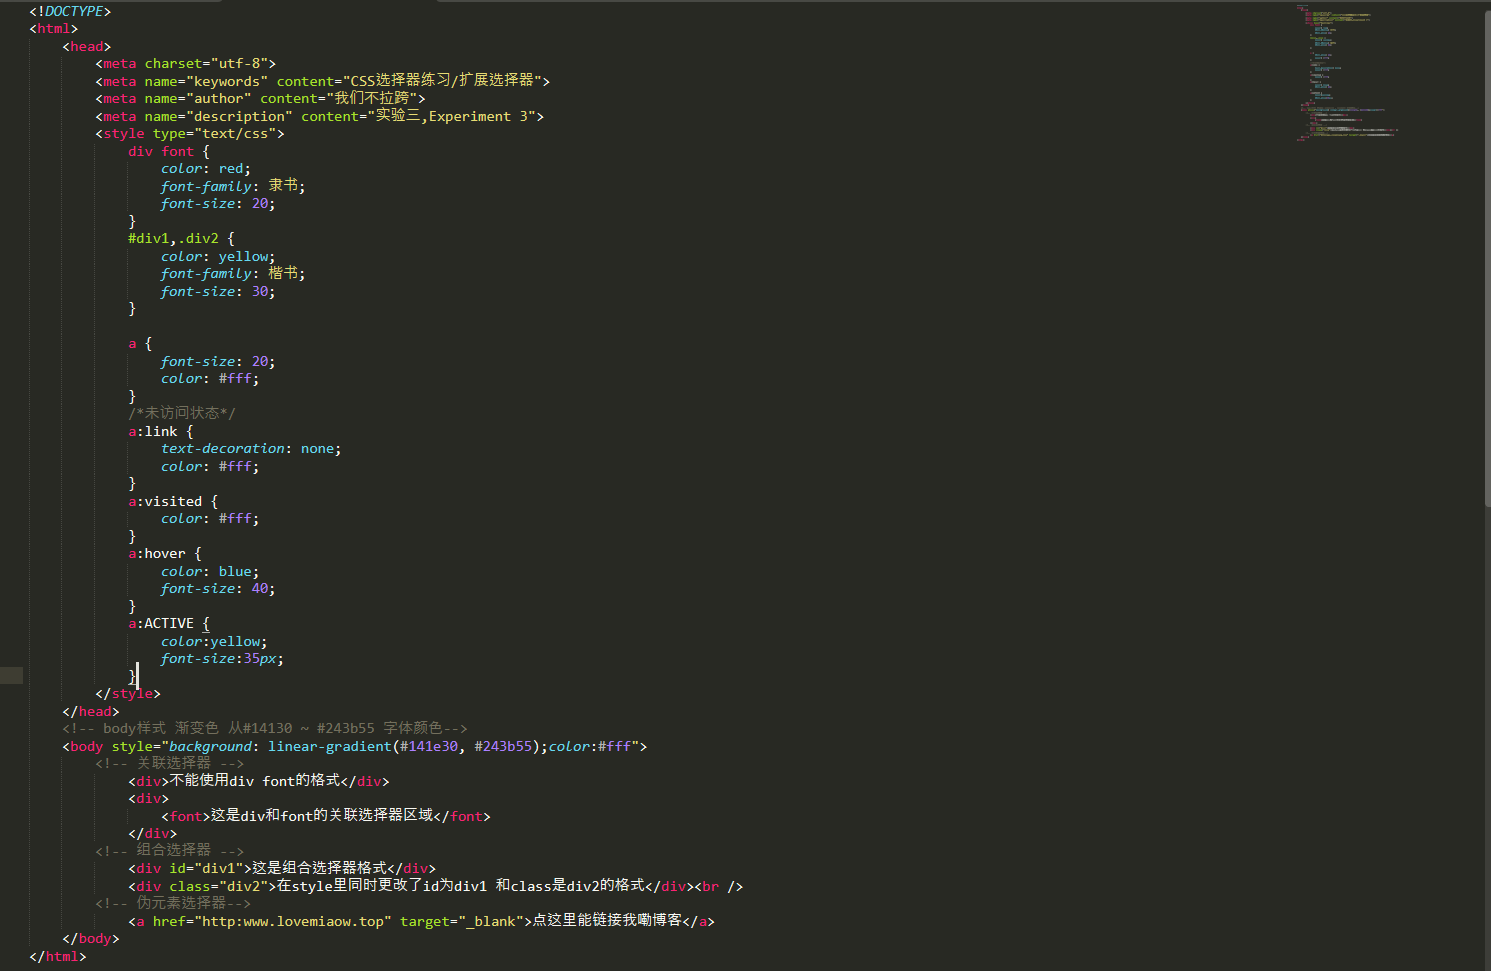 <!DOCTYPE>
<html>
<head>
<meta charset="utf-8">
<meta name="keywords" content="CSS选择器练习/扩展选择器">
<meta name="author" content="我们不拉跨">
<meta name="description" content="实验三,Experiment 3">
<style type="text/css">
div font {
color: red;
font-family: 隶书;
font-size: 20;
}
#div1,.div2 {
color: yellow;
font-family: 楷书;
font-size: 30;
}
a {
font-size: 20;
color: #fff;
}
/*未访问状态*/
a:link {
text-decoration: none;
color: #fff;
}
a:visited {
color: #fff;
}
a:hover {
color: blue;
font-size: 40;
}
a:ACTIVE {
color:yellow;
font-size:35px;
}
</style>
</head>
<!-- body样式 渐变色 从#14130 ~ #243b55 字体颜色-->
<body style="background: linear-gradient(#141e30, #243b55);color:#fff">
<!-- 关联选择器 -->
<div>不能使用div font的格式</div>
<div>
<font>这是div和font的关联选择器区域</font>
</div>
<!-- 组合选择器 -->
<div id="div1">这是组合选择器格式</div>
<div class="div2">在style里同时更改了id为div1 和class是div2的格式</div><br />
<!-- 伪元素选择器-->
<a href="http:www.lovemiaow.top" target="_blank">点这里能链接我嘞博客</a>
</body>
</html>